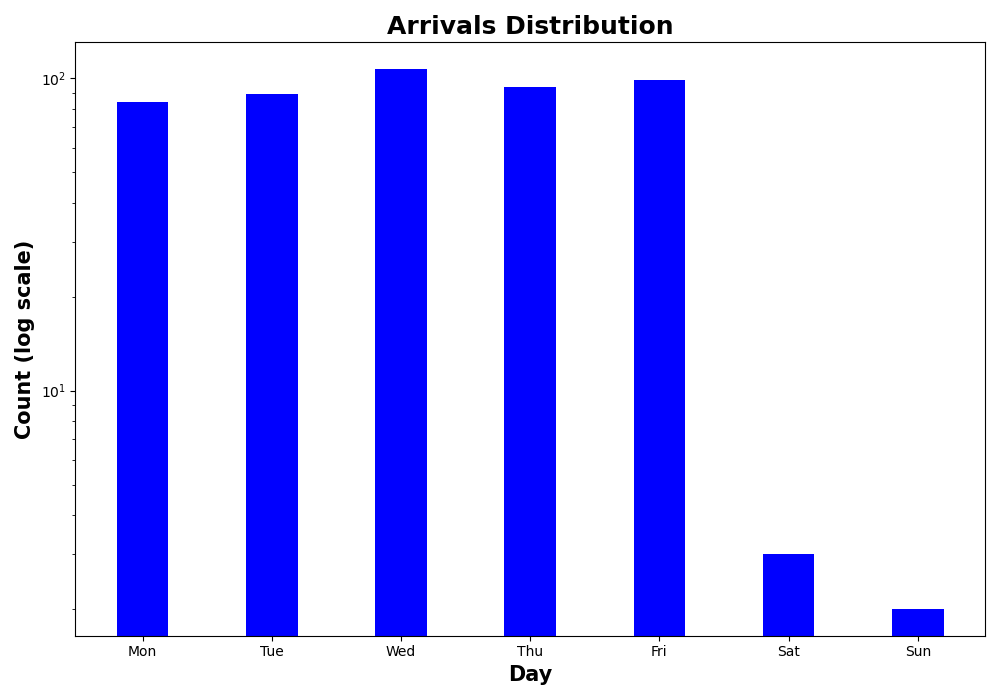 Arrivals Distribution
10²
10¹
Count (log scale)
Mon Tue Wed Thu Fri Sat Sun
Day